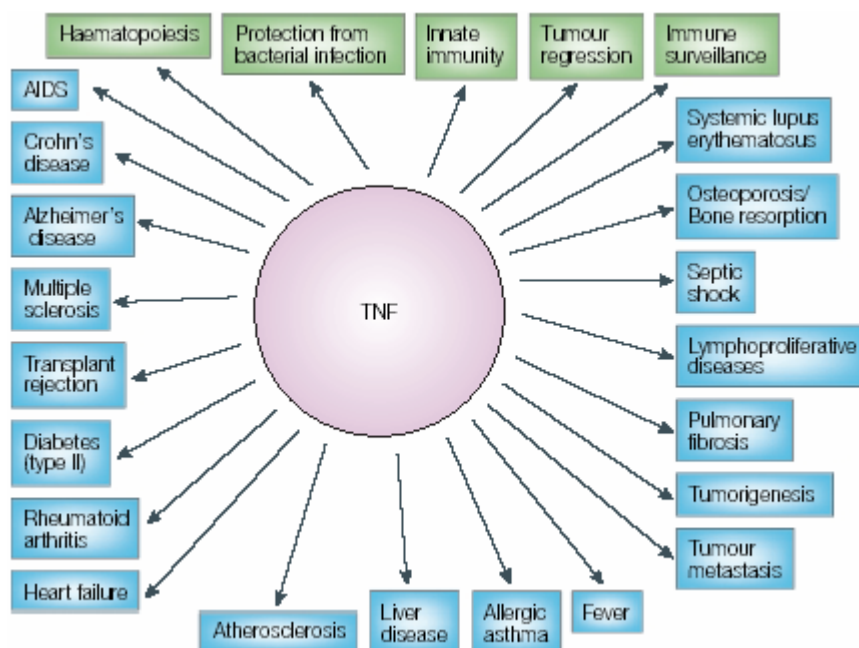 Haematopoiesis
Protection from
bacterial infection
Innate
immunity
Tumour
regression
Immune
surveillance
AIDS
Crohn's
disease
Alzheimer's
disease
Multiple
sclerosis
Transplant
rejection
Diabetes
(type II)
Rheumatoid
arthritis
Heart failure
TNF
Systemic lupus
erythematosus
Osteoporosis/
Bone resorption
Septic
shock
Lymphoproliferative
diseases
Pulmonary
fibrosis
Tumorigenesis
Tumour
metastasis
Atherosclerosis
Liver
disease
Allergic
asthma
Fever